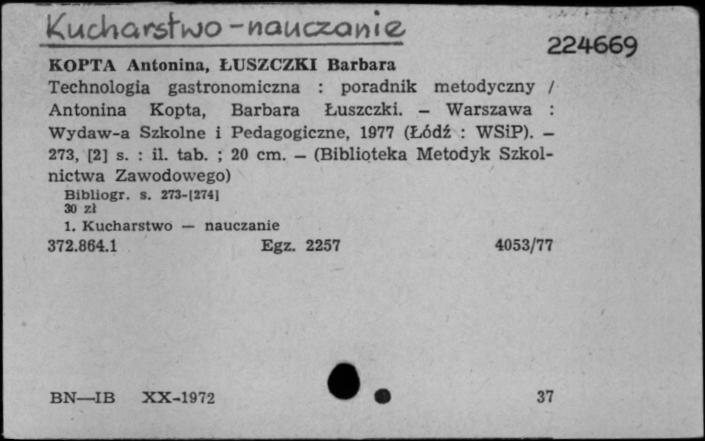 Kucharstwo - nauczanie
224669
KOPTA Antonina, ŁUSZCZKI Barbara
Technologia gastronomiczna : poradnik metodyczny /
Antonina Kopta, Barbara Łuszczki. — Warszawa :
Wydaw-a Szkolne i Pedagogiczne, 1977 (Łódź : WSiP). —
273, [2] s. : il. tab. ; 20 cm. — (Biblioteka Metodyk Szkol-
nictwa Zawodowego)
Bibliogr. s. 273-[274]
30 zł
1. Kucharstwo — nauczanie
372.864.1 Egz. 2257 4053/77
BN—IB XX-1972 37